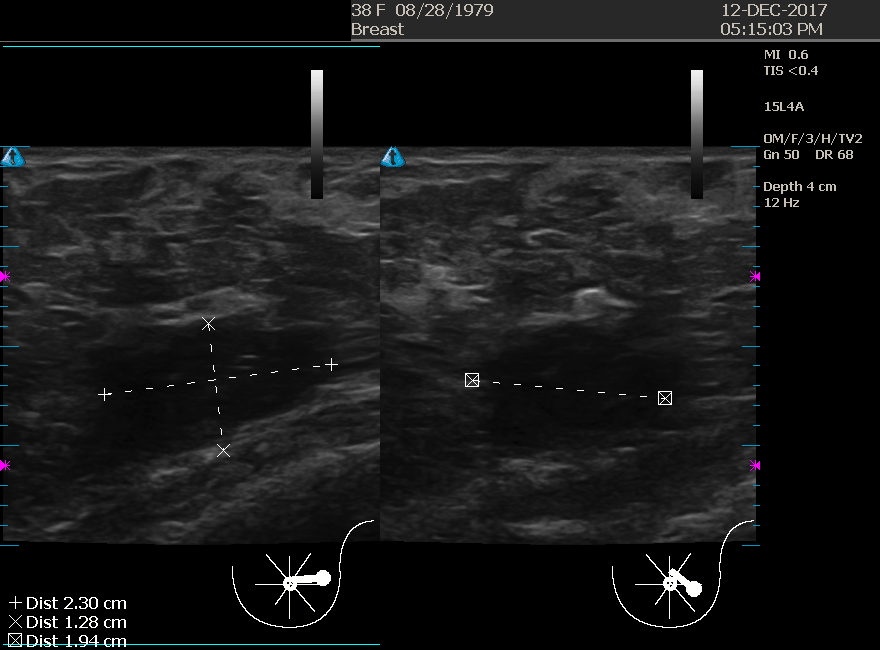 38 F 08/28/1979 12-DEC-2017
Breast 05:15:03 PM
MI 0.6
TIS <0.4
15L4A
OM/F/3/H/TV2
Gn 50 DR 68
Depth 4 cm
12 Hz
Dist 2.30 cm
Dist 1.28 cm
Dist 1.94 cm